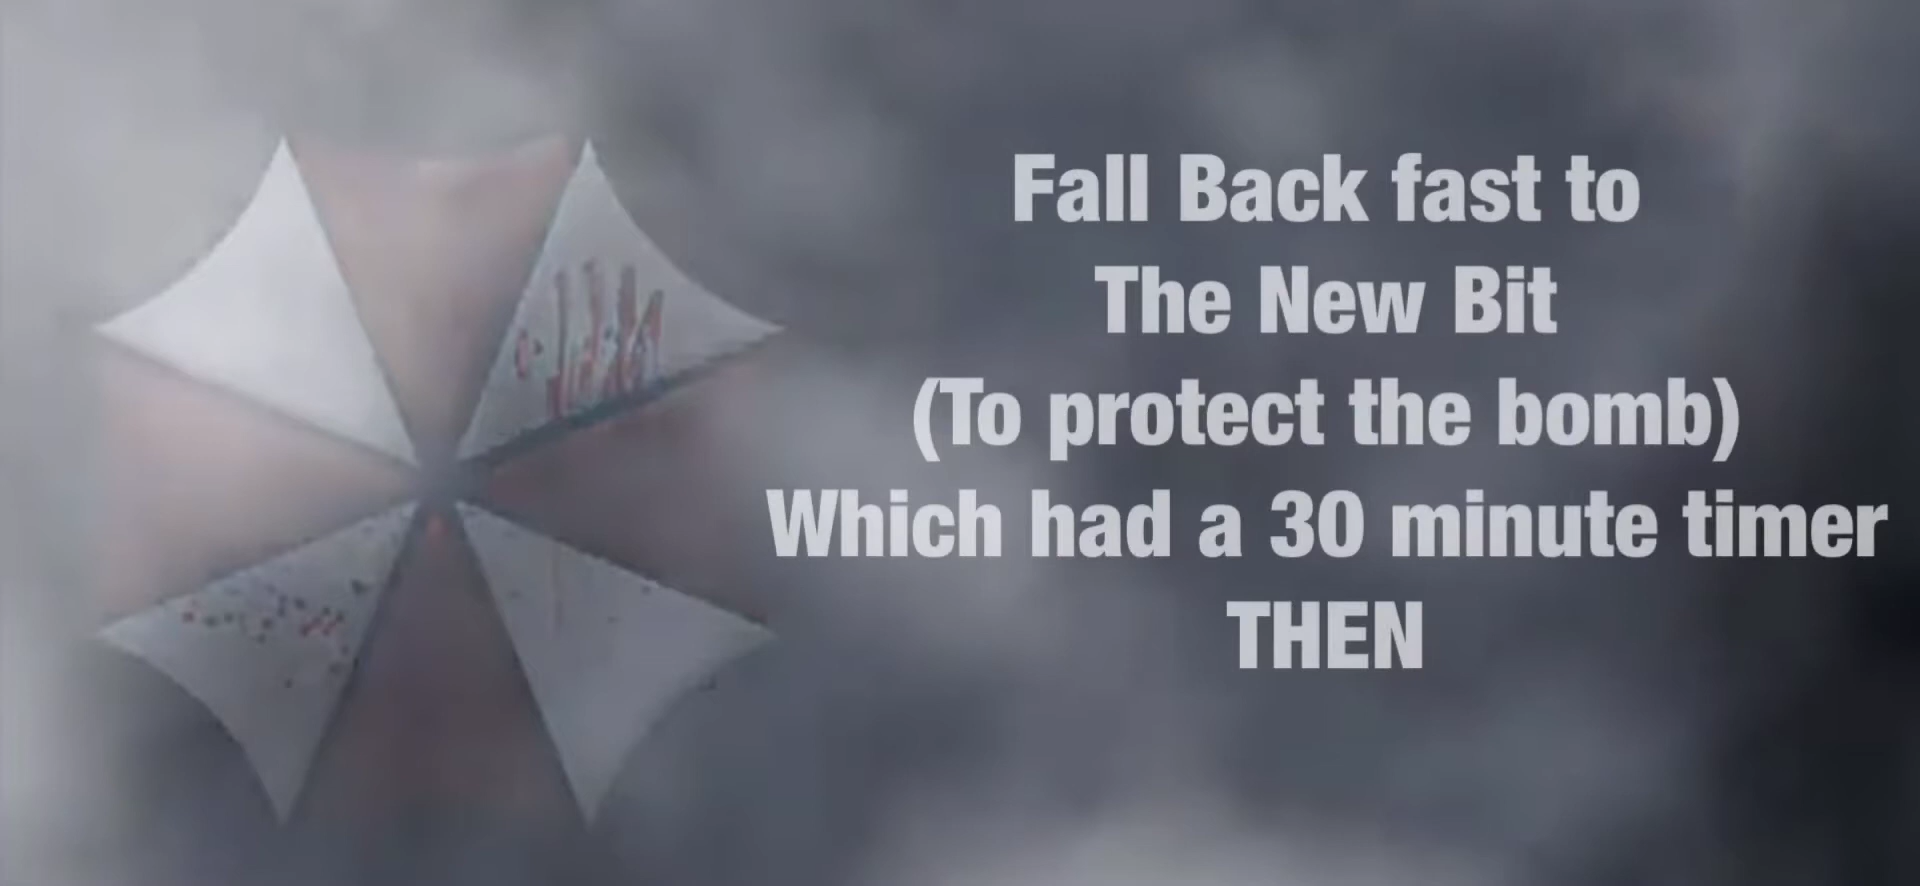 Fall Back fast to
The New Bit
(To protect the bomb)
Which had a 30 minute timer
THEN